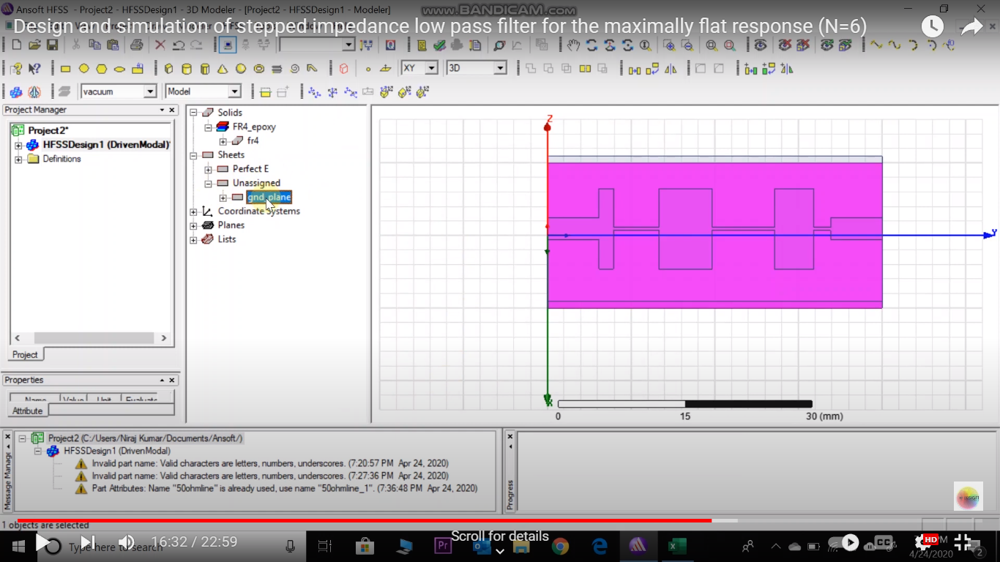 Ansoft HFSS - Project2 - HFSSDesign1 - 3D Modeler - [Project2 - HFSSDesign1 - Modeler]
www.BANDICAM.com
Design and simulation of stepped impedance low pass filter for the maximally flat response (N=6)
XY
3D
vacuum
Model
Project Manager
Project2*
HFSSDesign1 (DrivenModal)*
Definitions
Project
Properties
Name Value Unit Evaluate
Attribute
Solids
FR4_epoxy
fr4
Sheets
Perfect E
Unassigned
gnd_plane
Coordinate Systems
Planes
Lists
Z
Y
0 15 30 (mm)
Message Manage
Project2 (C:/Users/Niraj Kumar/Documents/Ansoft/)
HFSSDesign1 (DrivenModal)
Invalid part name: Valid characters are letters, numbers, underscores. (7:20:57 PM Apr 24, 2020)
Invalid part name: Valid characters are letters, numbers, underscores. (7:27:36 PM Apr 24, 2020)
Part Attributes: Name "50ohmline" is already used, use name "50ohmline_1". (7:36:48 PM Apr 24, 2020)
Progress
1 objects are selected
Type here to search
16:32 / 22:59
Scroll for details
Pr
CC
HD
4/24/2020
2